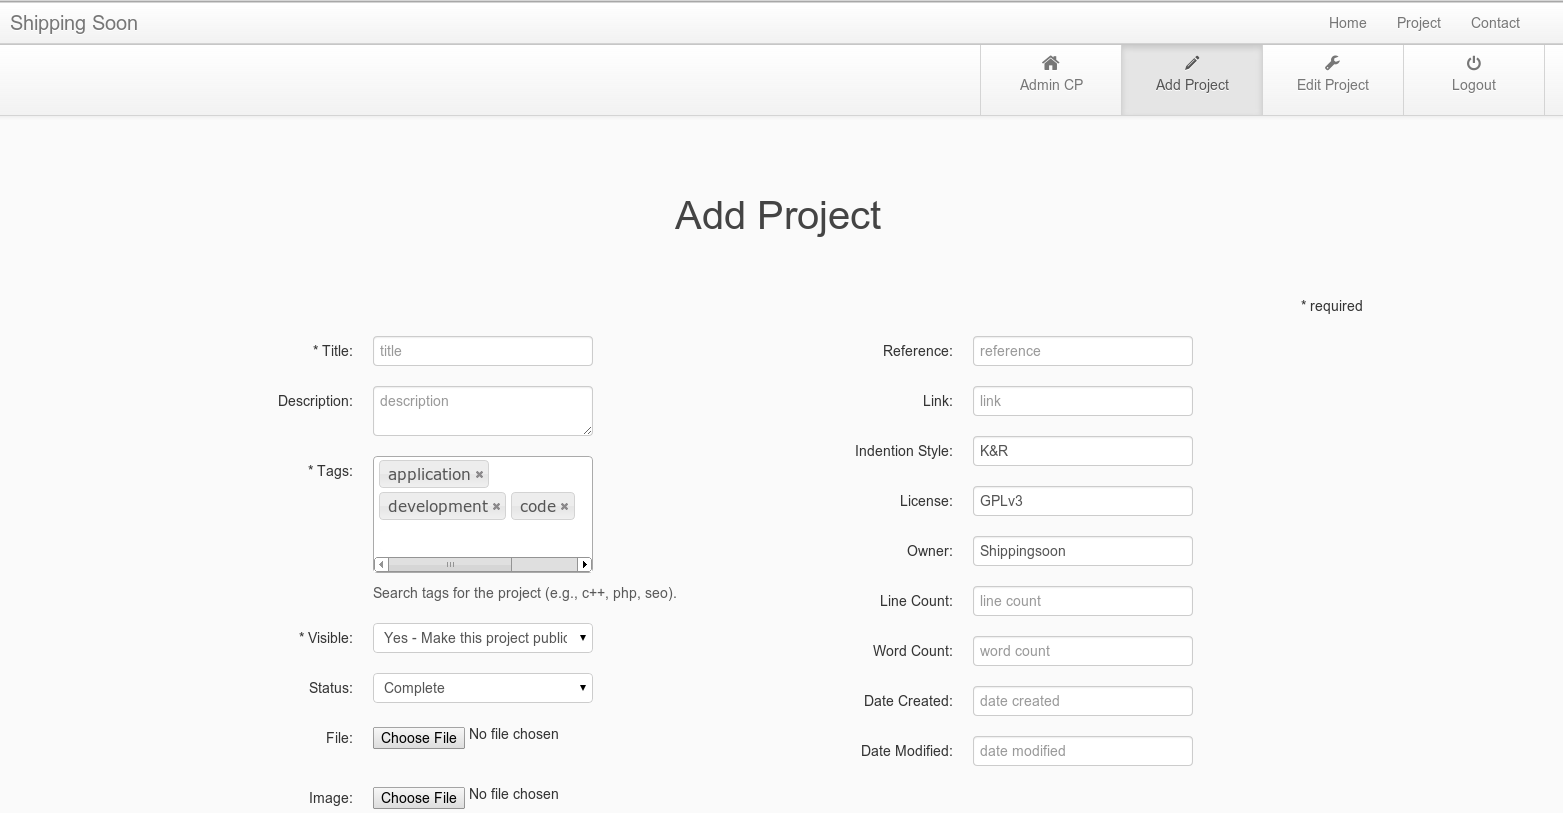 Shipping Soon
Home Project Contact
Admin CP Add Project Edit Project Logout
Add Project
* required
* Title: title
Description: description
* Tags: application ✖
development ✖ code ✖
Search tags for the project (e.g., c++, php, seo).
* Visible: Yes - Make this project public
Status: Complete
File: Choose File No file chosen
Image: Choose File No file chosen
Reference: reference
Link: link
Indention Style: K&R
License: GPLv3
Owner: Shippingsoon
Line Count: line count
Word Count: word count
Date Created: date created
Date Modified: date modified